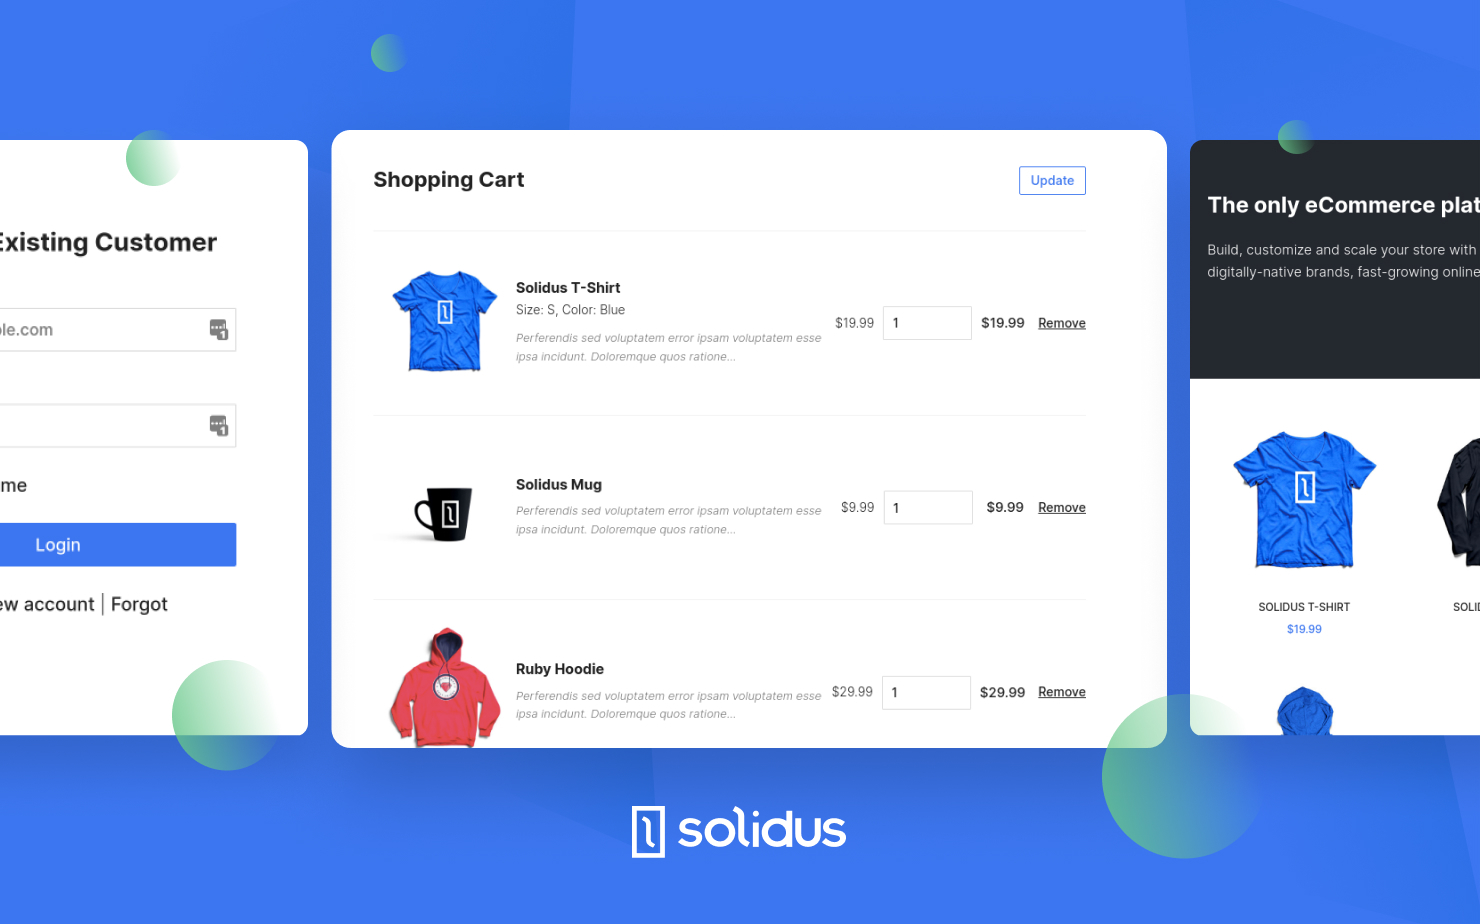 Existing Customer
ple.com
me
Login
ew account | Forgot
Shopping Cart
Update
Solidus T-Shirt
Size: S, Color: Blue
Perferendis sed voluptatem error ipsam voluptatem esse
ipsa incidunt. Doloremque quos ratione...
$19.99
1
$19.99
Remove
Solidus Mug
Perferendis sed voluptatem error ipsam voluptatem esse
ipsa incidunt. Doloremque quos ratione...
$9.99
1
$9.99
Remove
Ruby Hoodie
Perferendis sed voluptatem error ipsam voluptatem esse
ipsa incidunt. Doloremque quos ratione...
$29.99
1
$29.99
Remove
The only eCommerce plat
Build, customize and scale your store with
digitally-native brands, fast-growing online
SOLIDUS T-SHIRT
$19.99
SOLID
solidus